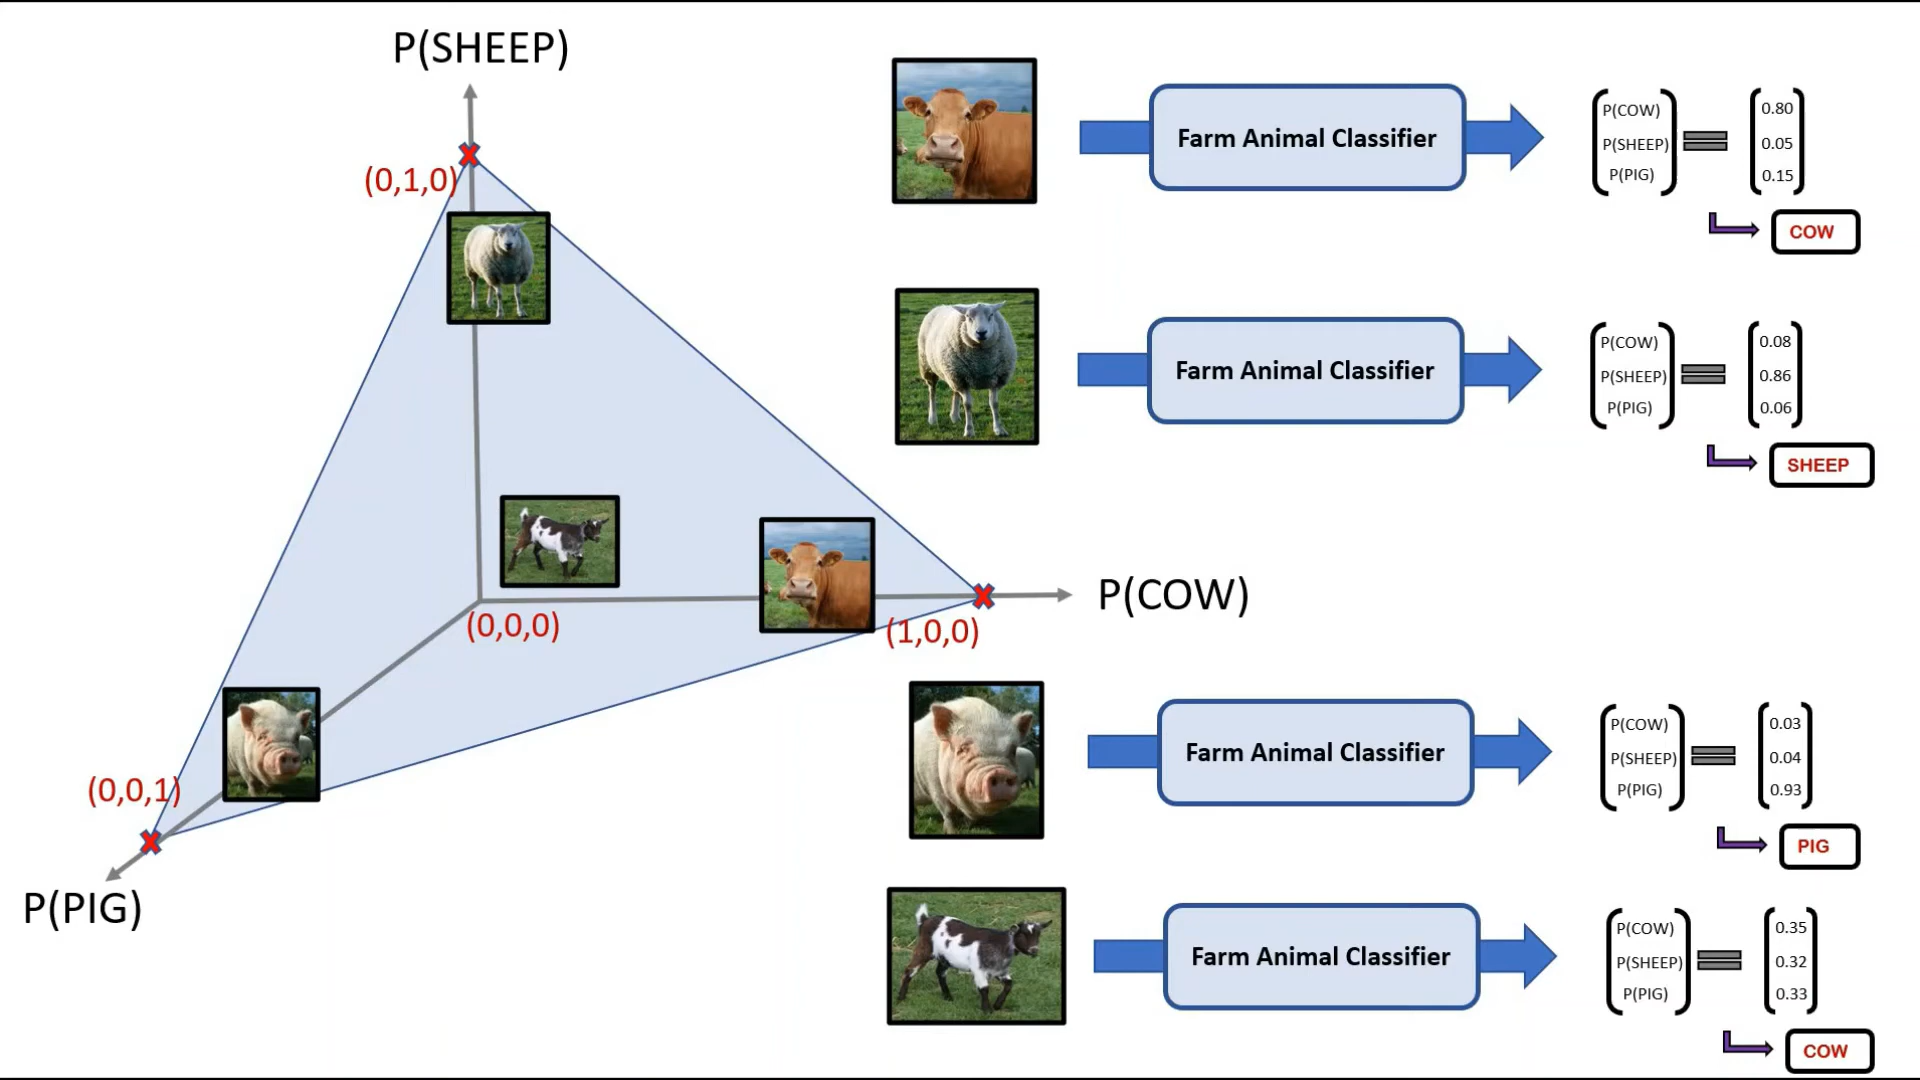 P(SHEEP)
(0,1,0)
(0,0,0)
P(COW)
(1,0,0)
(0,0,1)
P(PIG)
Farm Animal Classifier
P(COW) 0.80
P(SHEEP) 0.05
P(PIG) 0.15
COW
Farm Animal Classifier
P(COW) 0.08
P(SHEEP) 0.86
P(PIG) 0.06
SHEEP
Farm Animal Classifier
P(COW) 0.03
P(SHEEP) 0.04
P(PIG) 0.93
PIG
Farm Animal Classifier
P(COW) 0.35
P(SHEEP) 0.32
P(PIG) 0.33
COW